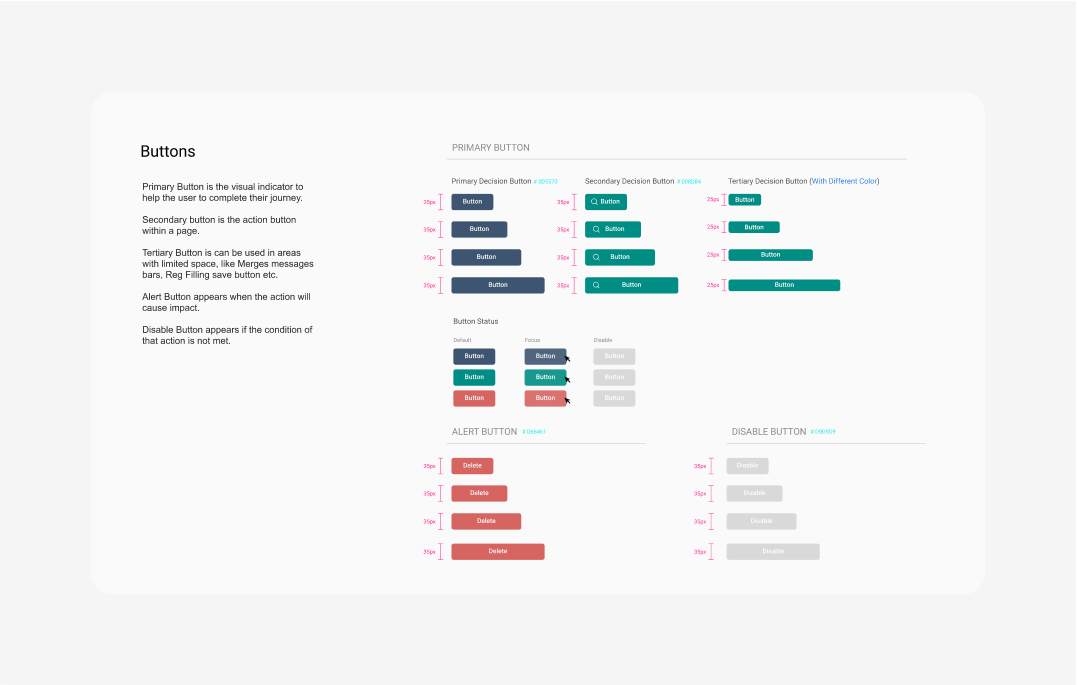 Buttons
Primary Button is the visual indicator to
help the user to complete their journey.
Secondary button is the action button
within a page.
Tertiary Button is can be used in areas
with limited space, like Merges messages
bars, Reg Filling save button etc.
Alert Button appears when the action will
cause impact.
Disable Button appears if the condition of
that action is not met.
PRIMARY BUTTON
Primary Decision Button
35px Button
35px Button
35px Button
35px Button
Secondary Decision Button
35px Button
35px Button
35px Button
35px Button
Tertiary Decision Button (With Different Color)
25px Button
25px Button
25px Button
25px Button
Button Status
Default Focus Disable
Button Button Button
Button Button Button
Button Button Button
ALERT BUTTON
35px Delete
35px Delete
35px Delete
35px Delete
DISABLE BUTTON
35px Disable
35px Disable
35px Disable
35px Disable